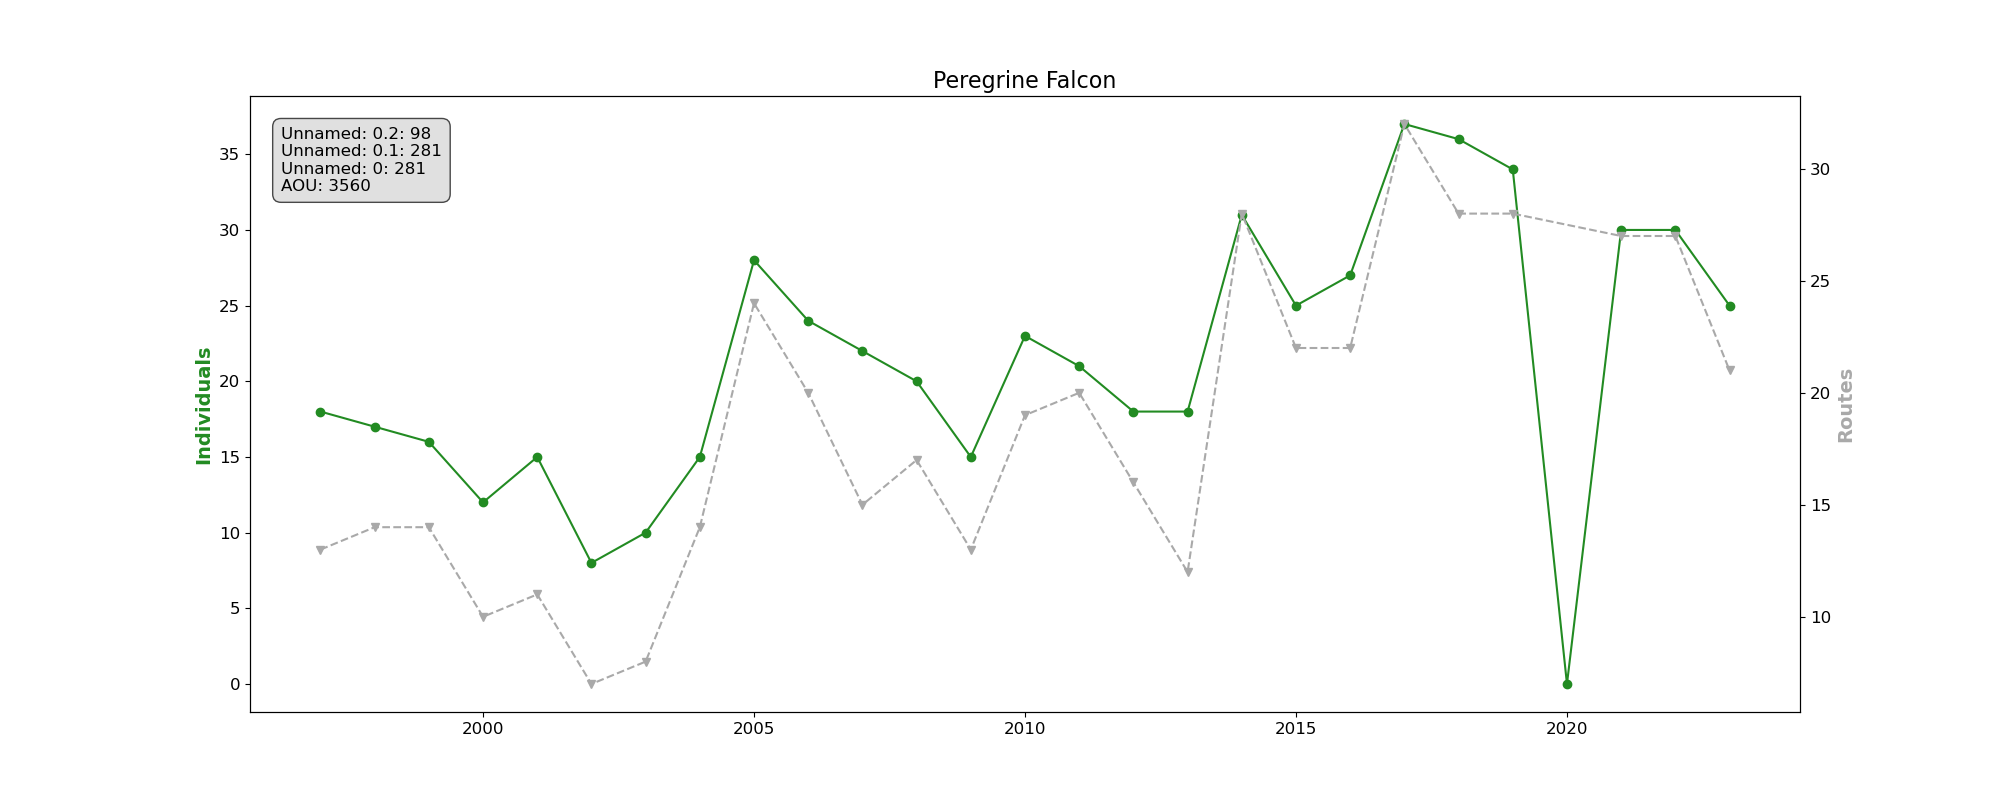 Peregrine Falcon
Unnamed: 0.2: 98
Unnamed: 0.1: 281
Unnamed: 0: 281
AOU: 3560
35
30
25
20
15
10
5
0
Individuals
30
25
20
15
10
Routes
2000 2005 2010 2015 2020